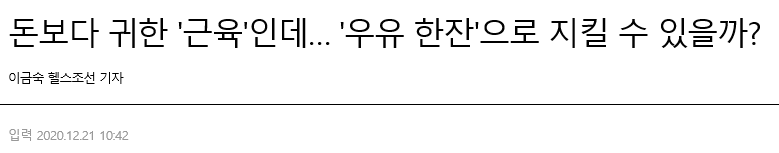 돈보다 귀한 '근육'인데... '우유 한잔'으로 지킬 수 있을까?
이금숙 헬스조선 기자
입력 2020.12.21 10:42